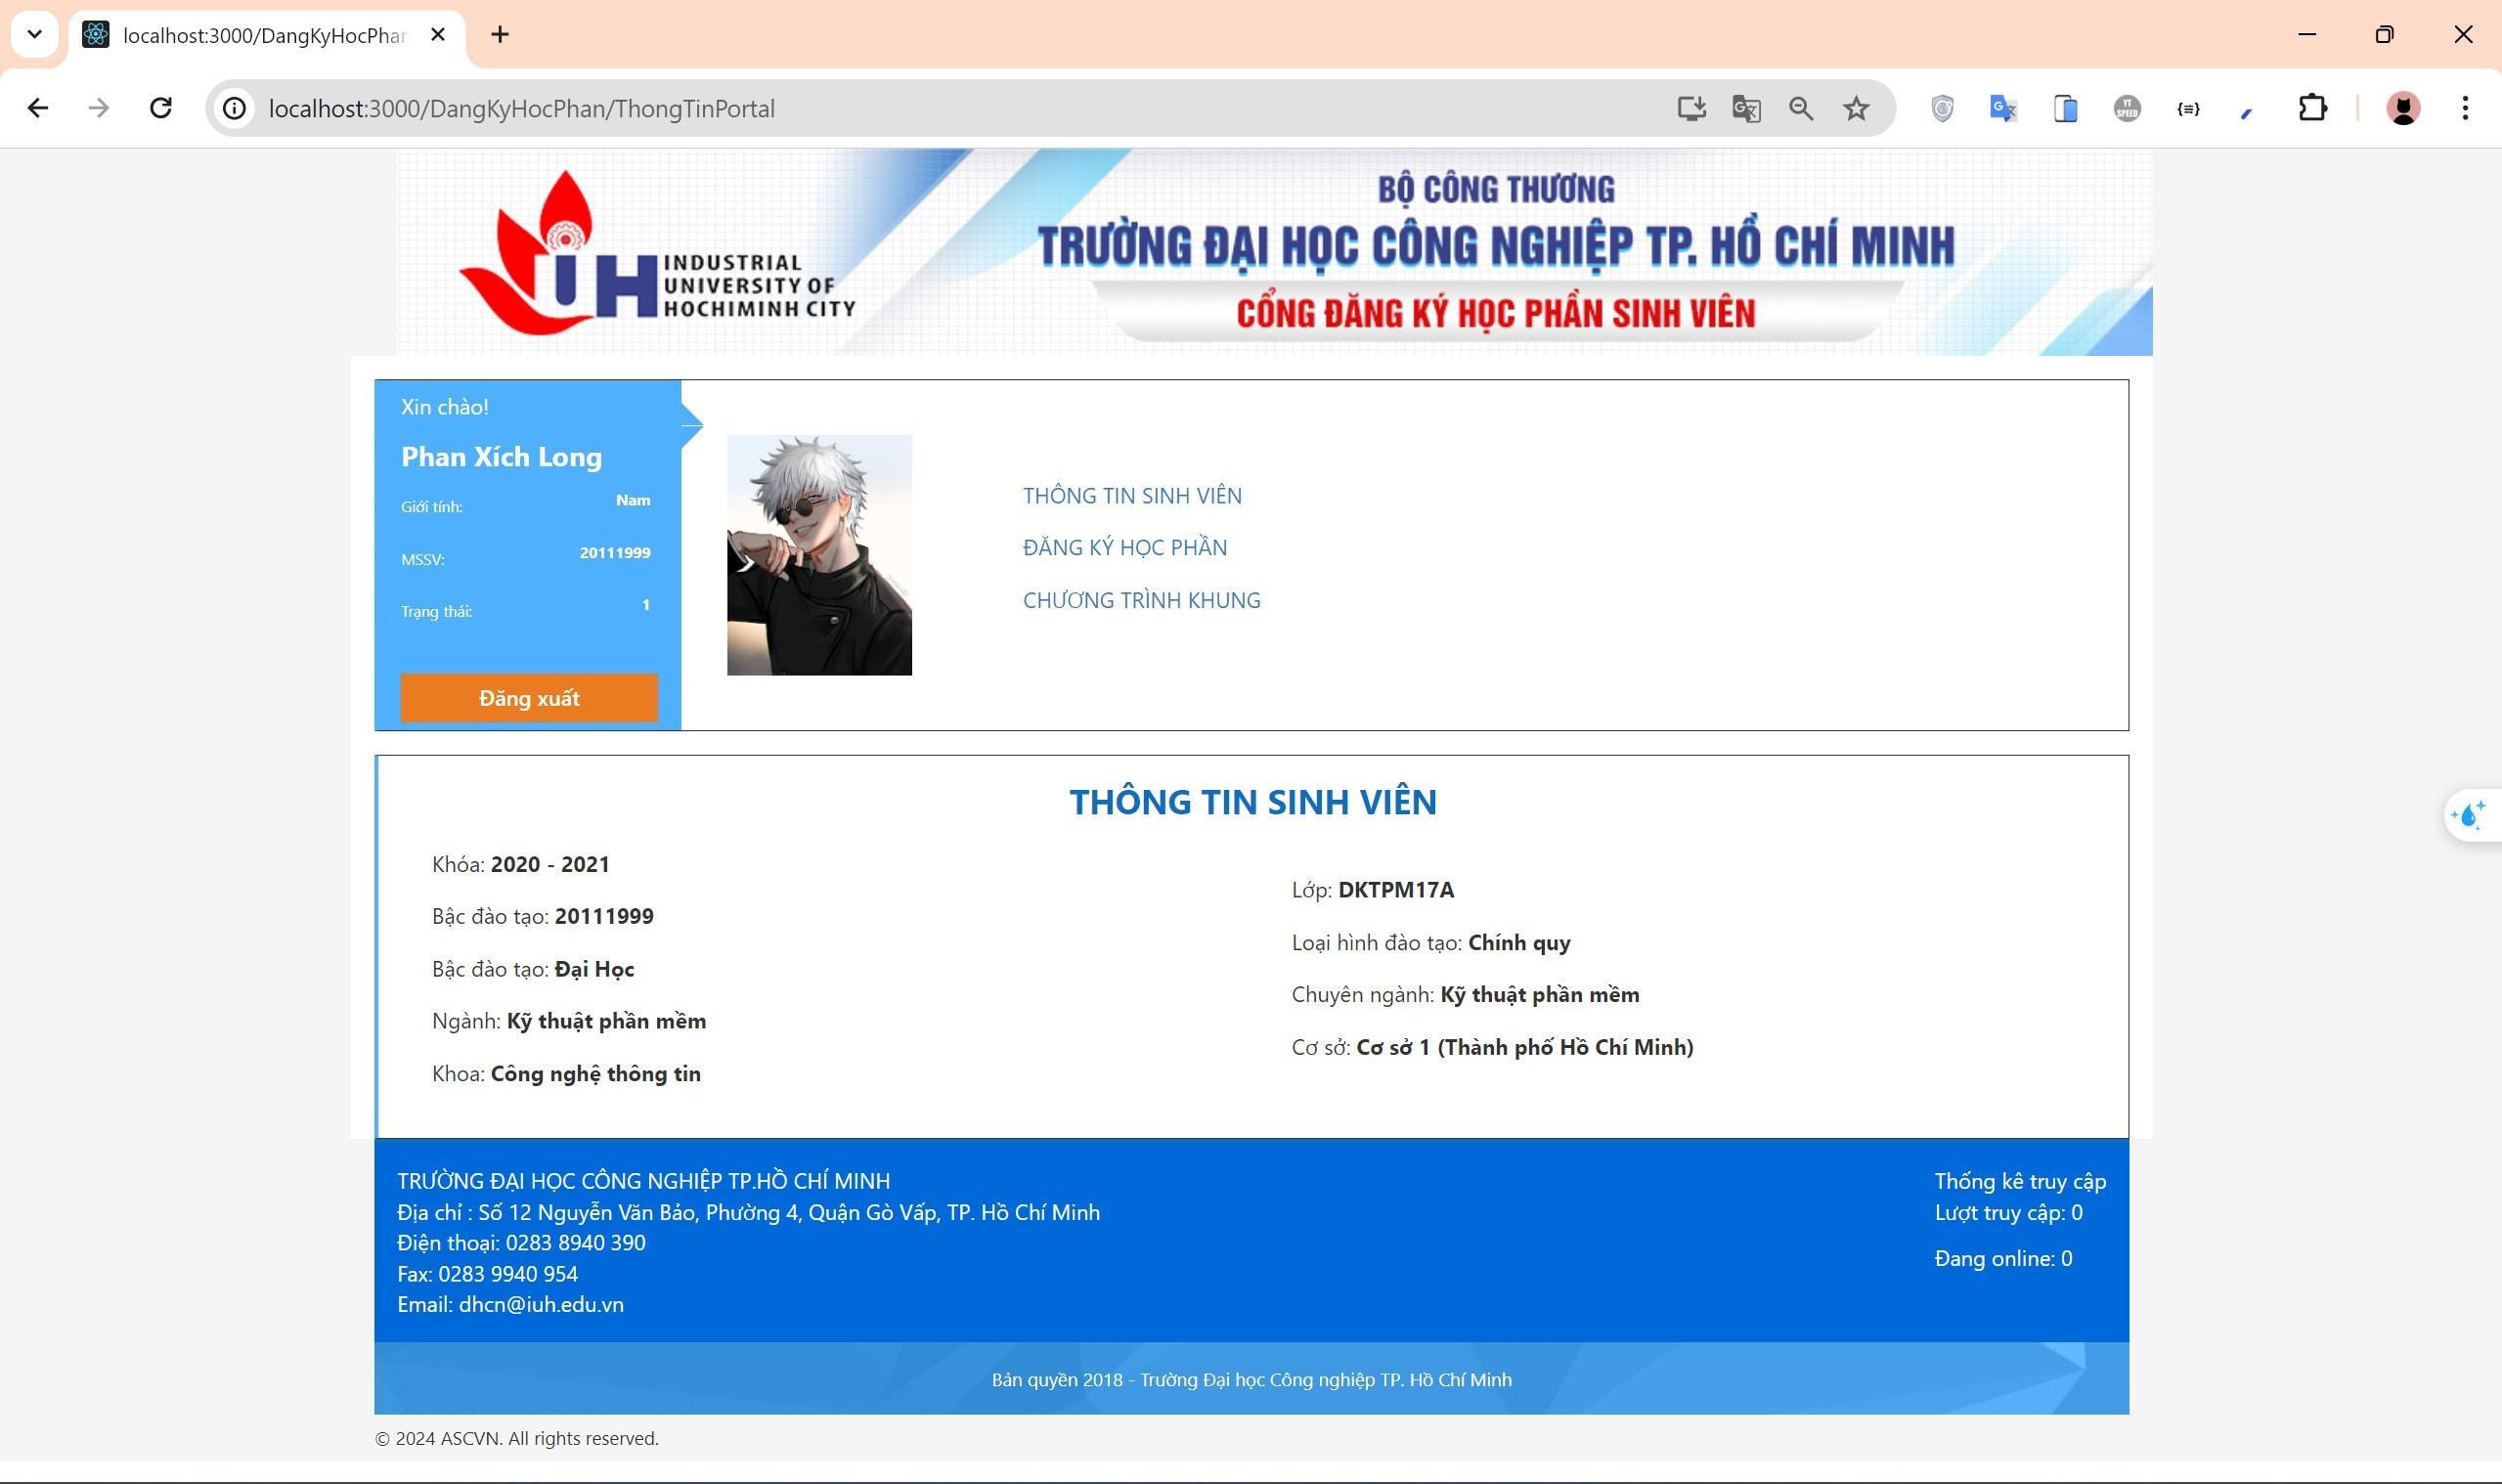 localhost:3000/DangKyHocPhan
localhost:3000/DangKyHocPhan/ThongTinPortal
YT
SPEED
BỘ CÔNG THƯƠNG
TRƯỜNG ĐẠI HỌC CÔNG NGHIỆP TP. HỒ CHÍ MINH
CỔNG ĐĂNG KÝ HỌC PHẦN SINH VIÊN
IUH
INDUSTRIAL
UNIVERSITY OF
HOCHIMINH CITY
Xin chào!
Phan Xích Long
Giới tính: Nam
MSSV: 20111999
Trạng thái: 1
Đăng xuất
THÔNG TIN SINH VIÊN
ĐĂNG KÝ HỌC PHẦN
CHƯƠNG TRÌNH KHUNG
THÔNG TIN SINH VIÊN
Khóa: 2020 - 2021
Bậc đào tạo: 20111999
Bậc đào tạo: Đại Học
Ngành: Kỹ thuật phần mềm
Khoa: Công nghệ thông tin
Lớp: DKTPM17A
Loại hình đào tạo: Chính quy
Chuyên ngành: Kỹ thuật phần mềm
Cơ sở: Cơ sở 1 (Thành phố Hồ Chí Minh)
TRƯỜNG ĐẠI HỌC CÔNG NGHIỆP TP.HỒ CHÍ MINH
Địa chỉ : Số 12 Nguyễn Văn Bảo, Phường 4, Quận Gò Vấp, TP. Hồ Chí Minh
Điện thoại: 0283 8940 390
Fax: 0283 9940 954
Email: dhcn@iuh.edu.vn
Thống kê truy cập
Lượt truy cập: 0
Đang online: 0
Bản quyền 2018 - Trường Đại học Công nghiệp TP. Hồ Chí Minh
© 2024 ASCVN. All rights reserved.